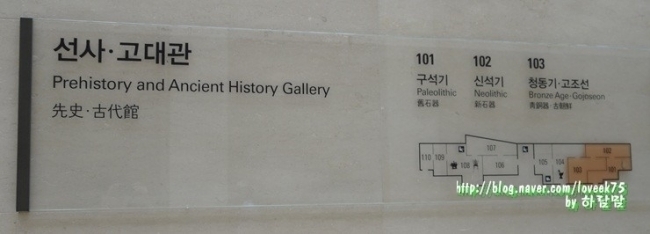 선사·고대관
Prehistory and Ancient History Gallery
先史·古代館
101
구석기
Paleolithic
舊石器
102
신석기
Neolithic
新石器
103
청동기·고조선
Bronze Age·Gojoseon
靑銅器·古朝鮮
110 109 108 107 106 105 104 103 102 101
http://blog.naver.com/loveek75
by 하담맘